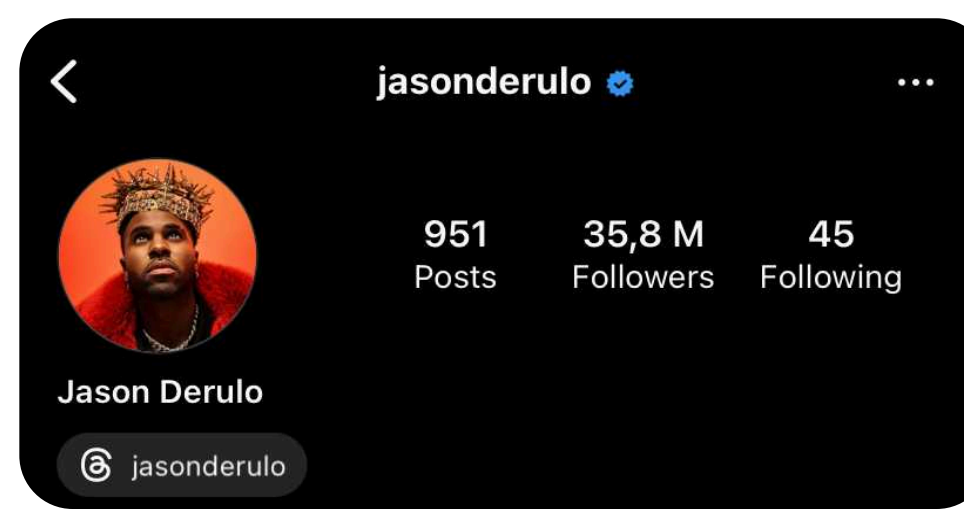 jasonderulo
951 35,8 M 45
Posts Followers Following
Jason Derulo
jasonderulo